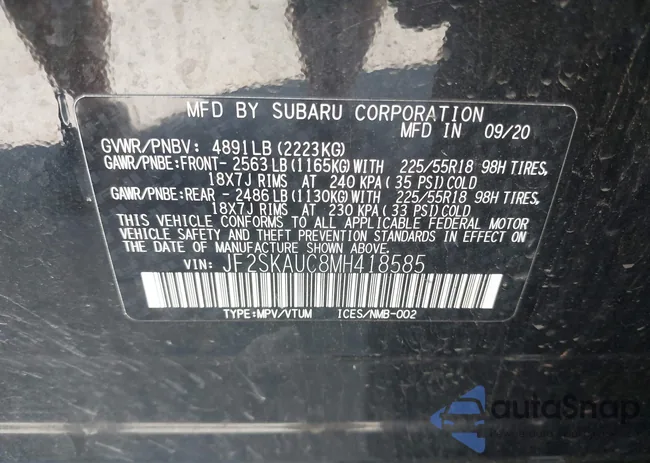 MFD BY SUBARU CORPORATION
MFD IN 09/20
GVWR/PNBV: 4891LB (2223KG)
GAWR/PNBE:FRONT- 2563 LB (1165KG) WITH 225/55R18 98H TIRES,
18X7J RIMS AT 240 KPA ( 35 PSI) COLD
GAWR/PNBE:REAR - 2486 LB (1130KG) WITH 225/55R18 98H TIRES,
18X7J RIMS AT 230 KPA ( 33 PSI) COLD
THIS VEHICLE CONFORMS TO ALL APPLICABLE FEDERAL MOTOR
VEHICLE SAFETY AND THEFT PREVENTION STANDARDS IN EFFECT ON
THE DATE OF MANUFACTURE SHOWN ABOVE.
VIN: JF2SKAUC8MH418585
TYPE:MPV/VTUM ICES/NMB-002
autoSnap